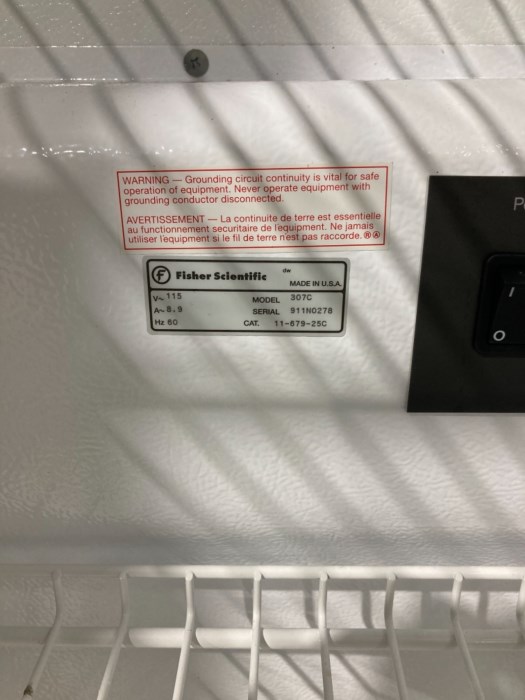 WARNING — Grounding circuit continuity is vital for safe
operation of equipment. Never operate equipment with
grounding conductor disconnected.
AVERTISSEMENT — La continuite de terre est essentielle
au functionnement securitaire de l'equipment. Ne jamais
utiliser l'equipment si le fil de terre n'est pas raccorde. ®®
F Fisher Scientific dw
MADE IN U.S.A.
V~ 115 MODEL 307C
A~ 8.9 SERIAL 911N0278
Hz 60 CAT. 11-679-25C
I
O